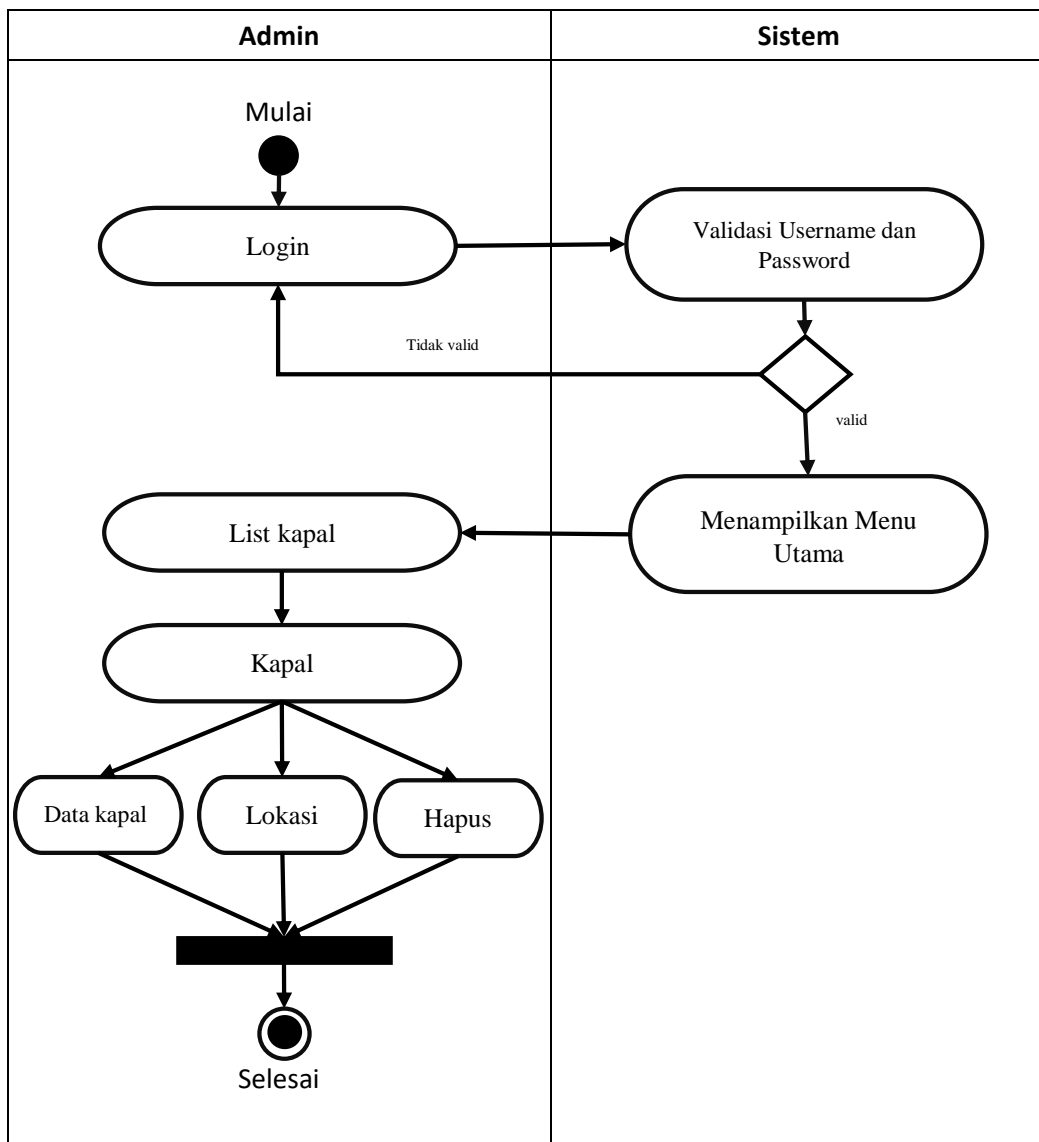 Admin
Sistem
Mulai
Login
Validasi Username dan
Password
Tidak valid
valid
List kapal
Menampilkan Menu
Utama
Kapal
Data kapal
Lokasi
Hapus
Selesai